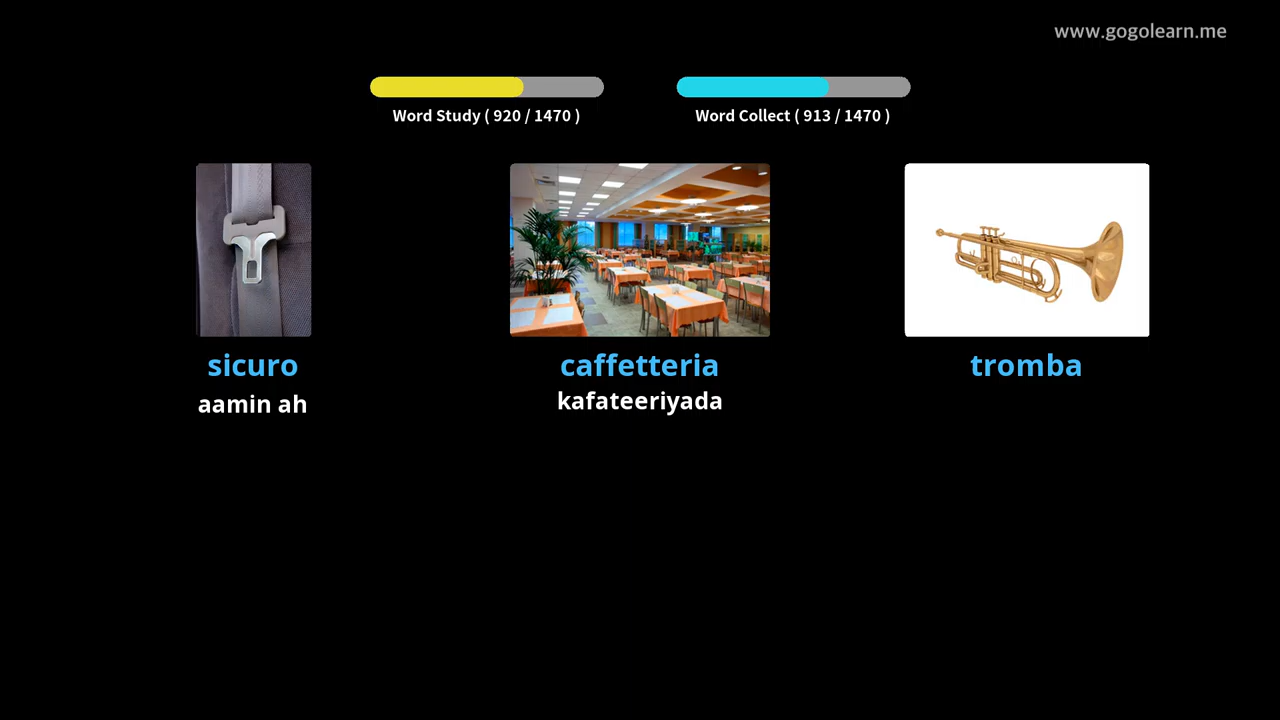 www.gogolearn.me
Word Study ( 920 / 1470 )
Word Collect ( 913 / 1470 )
sicuro
caffetteria
tromba
aamin ah
kafateeriyada